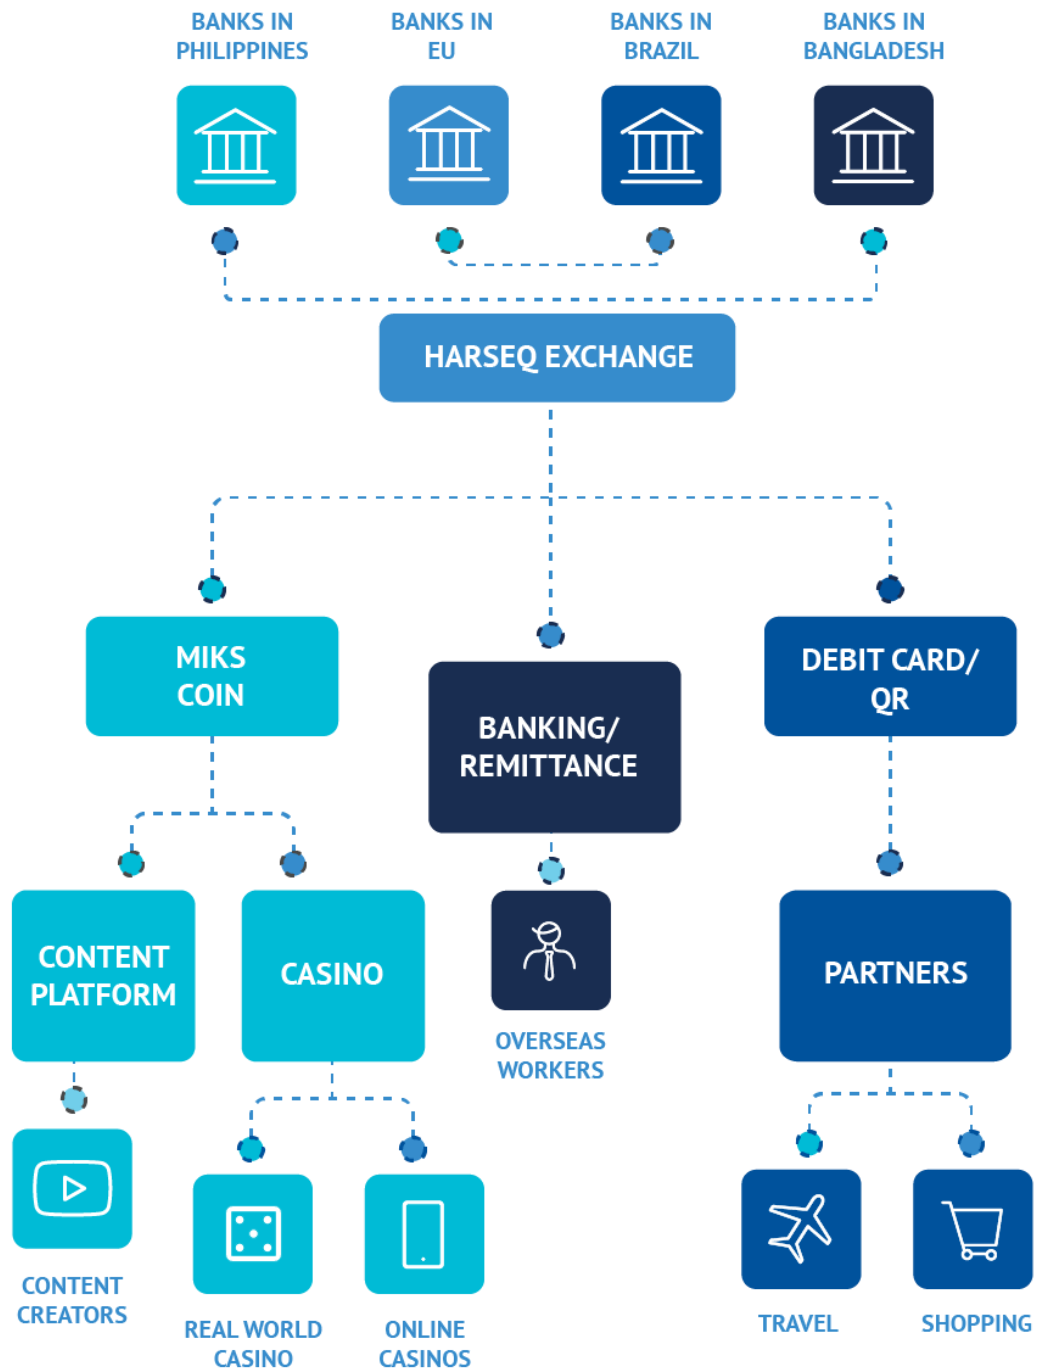 BANKS IN
PHILIPPINES
BANKS IN
EU
BANKS IN
BRAZIL
BANKS IN
BANGLADESH
HARSEQ EXCHANGE
MIKS
COIN
BANKING/
REMITTANCE
DEBIT CARD/
QR
CONTENT
PLATFORM
CASINO
PARTNERS
OVERSEAS
WORKERS
CONTENT
CREATORS
REAL WORLD
CASINO
ONLINE
CASINOS
TRAVEL
SHOPPING